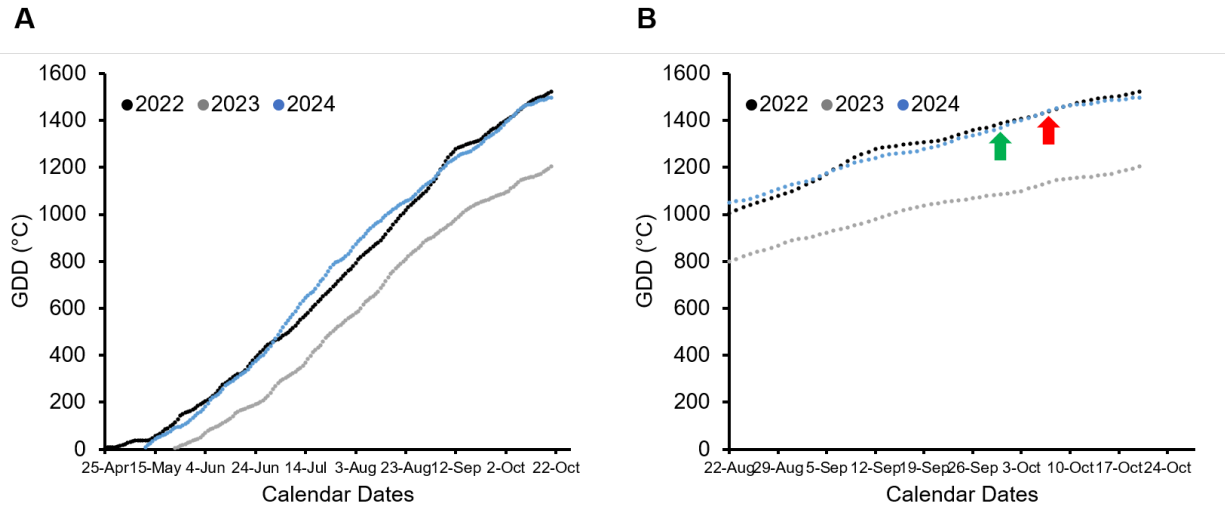 A
1600
1400
1200
1000
800
600
400
200
0
GDD (°C)
2022 2023 2024
25-Apr 15-May 4-Jun 24-Jun 14-Jul 3-Aug 23-Aug 12-Sep 2-Oct 22-Oct
Calendar Dates
B
1600
1400
1200
1000
800
600
400
200
0
GDD (°C)
2022 2023 2024
22-Aug 29-Aug 5-Sep 12-Sep 19-Sep 26-Sep 3-Oct 10-Oct 17-Oct 24-Oct
Calendar Dates